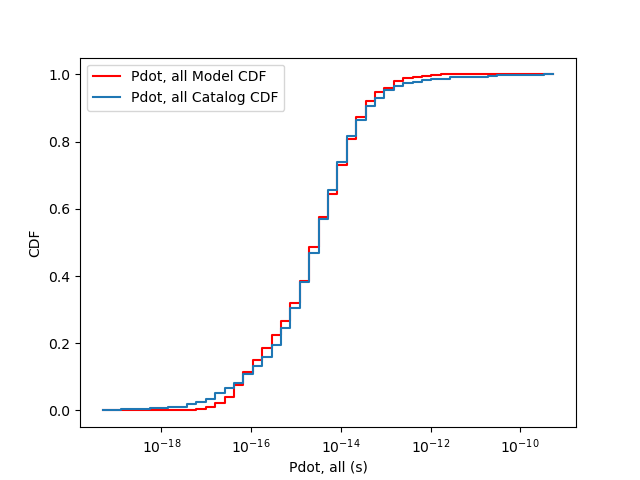 Pdot, all Model CDF
Pdot, all Catalog CDF
1.0
0.8
0.6
0.4
0.2
0.0
CDF
10⁻¹⁸
10⁻¹⁶
10⁻¹⁴
10⁻¹²
10⁻¹⁰
Pdot, all (s)